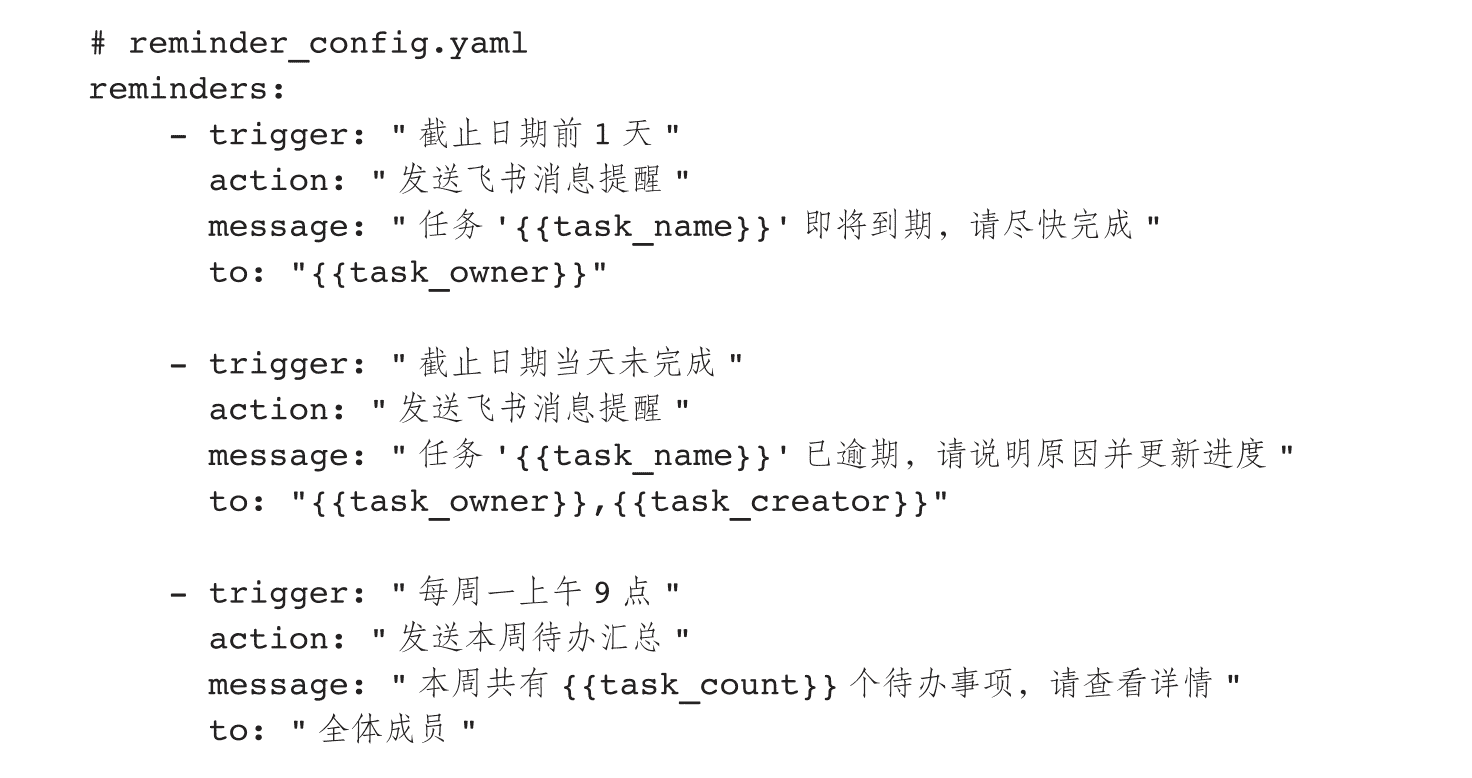 # reminder_config.yaml
reminders:
    - trigger: "截止日期前 1 天"
      action: "发送飞书消息提醒"
      message: "任务 '{{task_name}}' 即将到期，请尽快完成"
      to: "{{task_owner}}"

    - trigger: "截止日期当天未完成"
      action: "发送飞书消息提醒"
      message: "任务 '{{task_name}}' 已逾期，请说明原因并更新进度"
      to: "{{task_owner}},{{task_creator}}"

    - trigger: "每周一上午 9 点"
      action: "发送本周待办汇总"
      message: "本周共有 {{task_count}} 个待办事项，请查看详情"
      to: "全体成员"